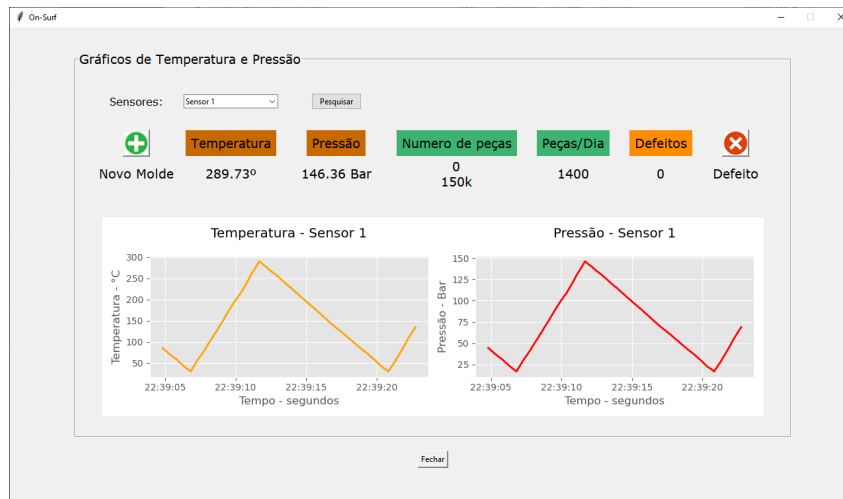 On-Surf
Gráficos de Temperatura e Pressão
Sensores:
Sensor 1
Pesquisar
Temperatura
Pressão
Numero de peças
Peças/Dia
Defeitos
Novo Molde
289.73º
146.36 Bar
0
150k
1400
0
Defeito
Temperatura - Sensor 1
Temperatura - °C
300
250
200
150
100
50
22:39:05
22:39:10
22:39:15
22:39:20
Tempo - segundos
Pressão - Sensor 1
Pressão - Bar
150
125
100
75
50
25
22:39:05
22:39:10
22:39:15
22:39:20
Tempo - segundos
Fechar